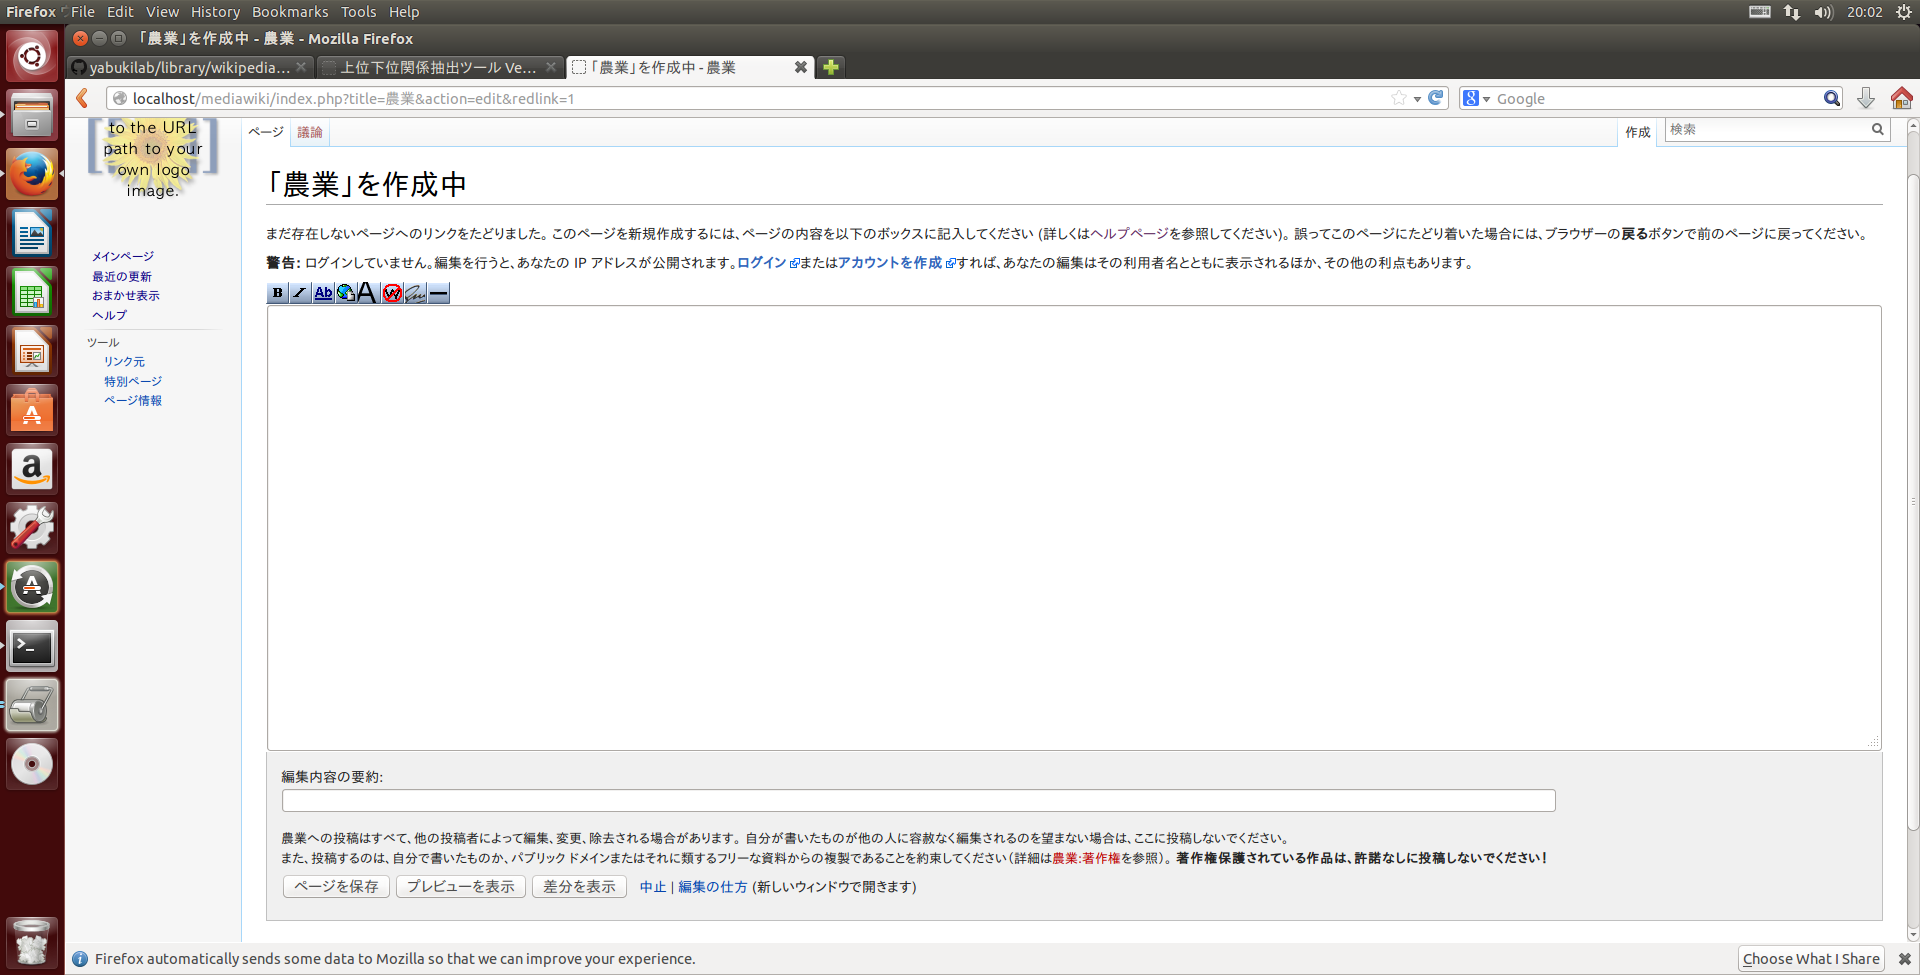 Firefox File Edit View History Bookmarks Tools Help 20:02
「農業」を作成中 - 農業 - Mozilla Firefox
yabukilab/library/wikipedia... 上位下位関係抽出ツール Ve... 「農業」を作成中 - 農業
localhost/mediawiki/index.php?title=農業&action=edit&redlink=1 Google
to the URL
path to your
own logo
image.
ページ 議論 作成 検索
「農業」を作成中
まだ存在しないページへのリンクをたどりました。 このページを新規作成するには、ページの内容を以下のボックスに記入してください (詳しくはヘルプページを参照してください)。 誤ってこのページにたどり着いた場合には、ブラウザーの戻るボタンで前のページに戻ってください。
警告: ログインしていません。編集を行うと、あなたの IP アドレスが公開されます。ログインまたはアカウントを作成すれば、あなたの編集はその利用者名とともに表示されるほか、その他の利点もあります。
メインページ
最近の更新
おまかせ表示
ヘルプ
ツール
リンク元
特別ページ
ページ情報
B I Ab A W
編集内容の要約:
農業への投稿はすべて、他の投稿者によって編集、変更、除去される場合があります。 自分が書いたものが他の人に容赦なく編集されるのを望まない場合は、ここに投稿しないでください。
また、投稿するのは、自分で書いたものか、パブリック ドメインまたはそれに類するフリーな資料からの複製であることを約束してください (詳細は農業:著作権を参照)。 著作権保護されている作品は、許諾なしに投稿しないでください!
ページを保存 プレビューを表示 差分を表示 中止 | 編集の仕方 (新しいウィンドウで開きます)
Firefox automatically sends some data to Mozilla so that we can improve your experience. Choose What I Share